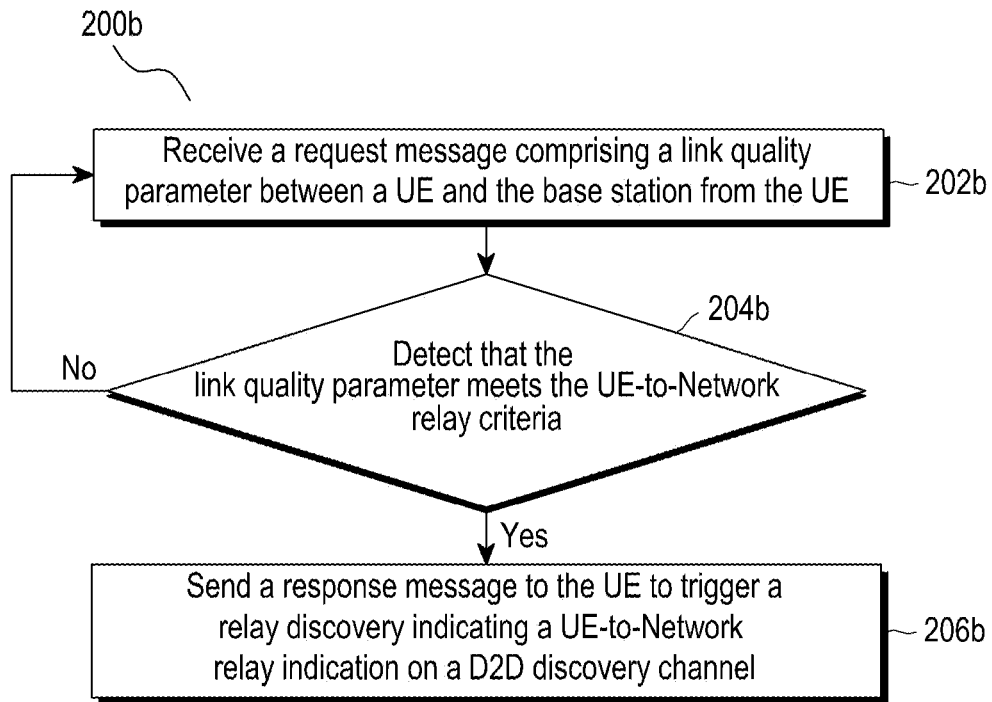 200b
Receive a request message comprising a link quality
parameter between a UE and the base station from the UE
202b
204b
Detect that the
link quality parameter meets the UE-to-Network
relay criteria
No
Yes
Send a response message to the UE to trigger a
relay discovery indicating a UE-to-Network
relay indication on a D2D discovery channel
206b